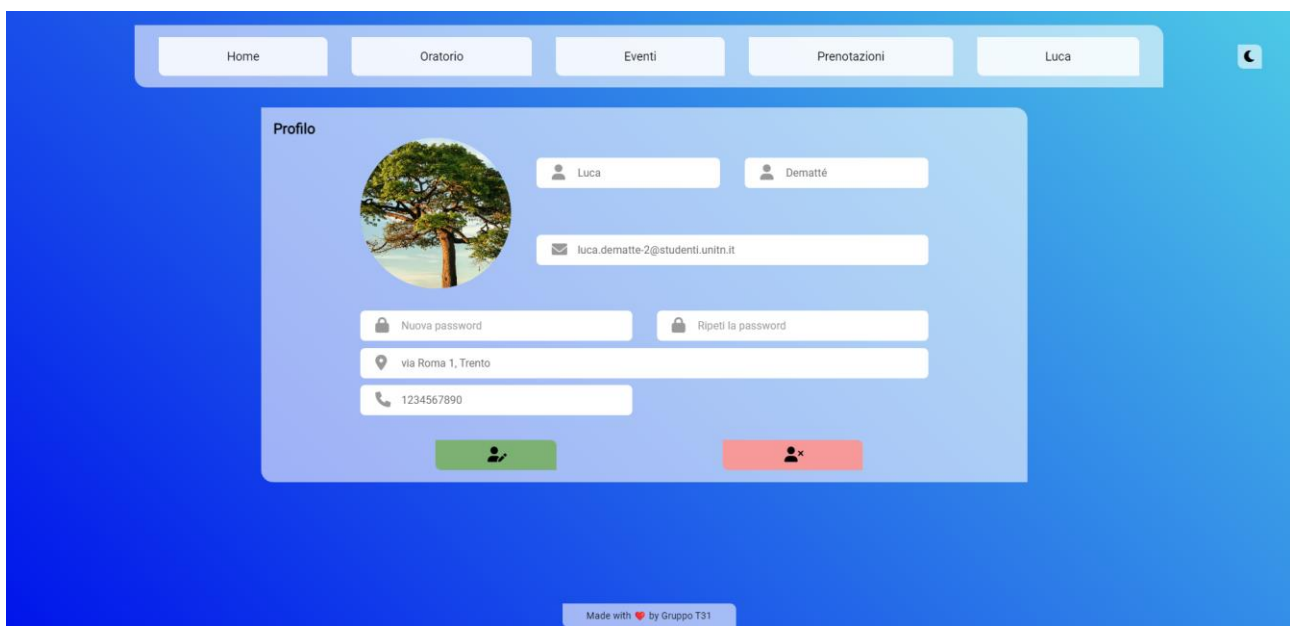 Home Oratorio Eventi Prenotazioni Luca
Profilo
Luca Dematté
luca.dematte-2@studenti.unitn.it
Nuova password Ripeti la password
via Roma 1, Trento
1234567890
Made with ❤️ by Gruppo T31